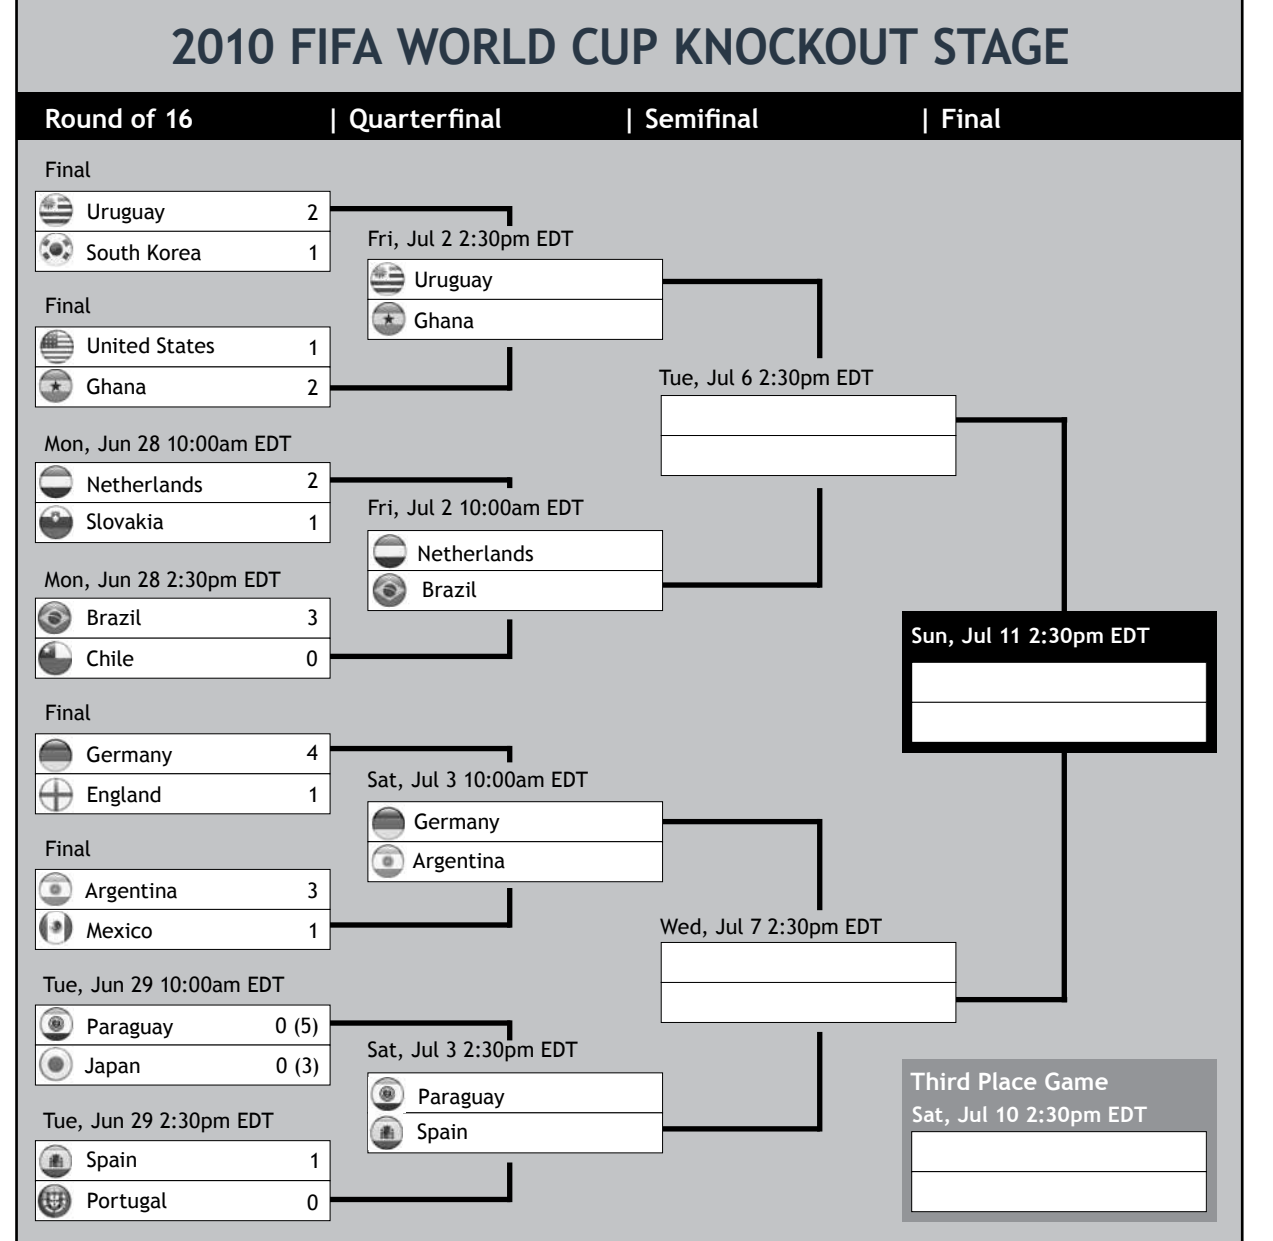 2010 FIFA WORLD CUP KNOCKOUT STAGE
Round of 16 | Quarterfinal | Semifinal | Final
Final
Uruguay 2
South Korea 1
Final
United States 1
Ghana 2
Mon, Jun 28 10:00am EDT
Netherlands 2
Slovakia 1
Mon, Jun 28 2:30pm EDT
Brazil 3
Chile 0
Final
Germany 4
England 1
Final
Argentina 3
Mexico 1
Tue, Jun 29 10:00am EDT
Paraguay 0 (5)
Japan 0 (3)
Tue, Jun 29 2:30pm EDT
Spain 1
Portugal 0
Fri, Jul 2 2:30pm EDT
Uruguay
Ghana
Fri, Jul 2 10:00am EDT
Netherlands
Brazil
Sat, Jul 3 10:00am EDT
Germany
Argentina
Sat, Jul 3 2:30pm EDT
Paraguay
Spain
Tue, Jul 6 2:30pm EDT
Wed, Jul 7 2:30pm EDT
Sun, Jul 11 2:30pm EDT
Third Place Game
Sat, Jul 10 2:30pm EDT